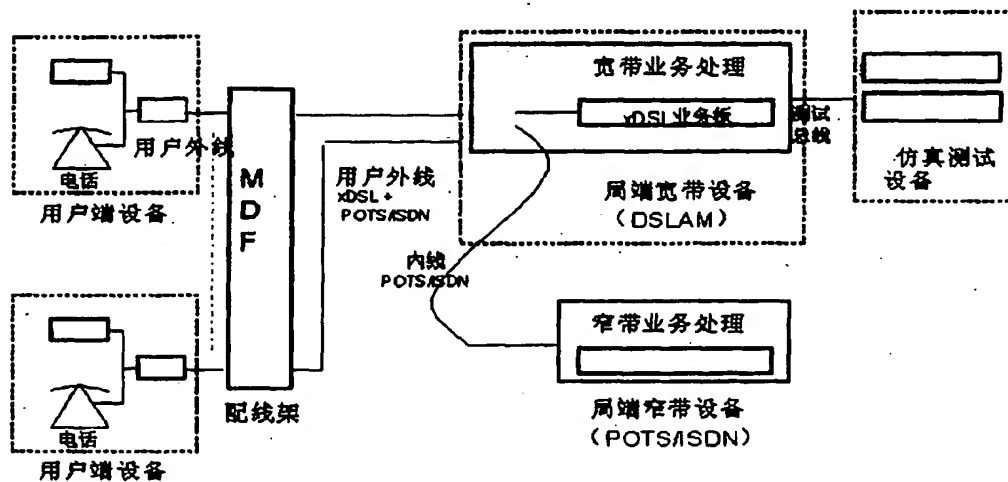 电话
用户端设备
用户外线
MDF
配线架
用户外线
xDSL +
POTS/ISDN
宽带业务处理
xDSL业务板
局端宽带设备
（DSLAM）
测试
总线
仿真测试
设备
内线
POTS/ISDN
窄带业务处理
局端窄带设备
（POTS/ISDN）
电话
用户端设备